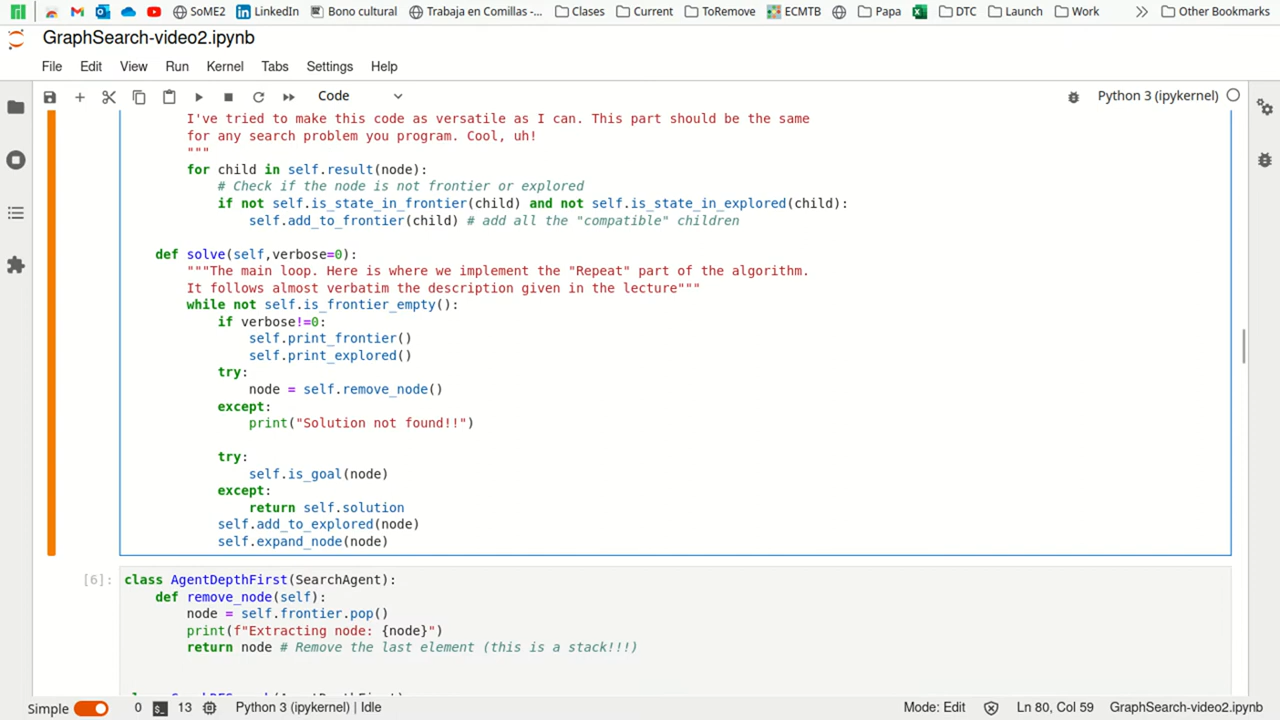 SoME2 LinkedIn Bono cultural Trabaja en Comillas -... Clases Current ToRemove ECMTB Papa DTC Launch Work Other Bookmarks
GraphSearch-video2.ipynb
File Edit View Run Kernel Tabs Settings Help
Code Python 3 (ipykernel)
I've tried to make this code as versatile as I can. This part should be the same
for any search problem you program. Cool, uh!
"""
for child in self.result(node):
# Check if the node is not frontier or explored
if not self.is_state_in_frontier(child) and not self.is_state_in_explored(child):
self.add_to_frontier(child) # add all the "compatible" children
def solve(self,verbose=0):
"""The main loop. Here is where we implement the "Repeat" part of the algorithm.
It follows almost verbatim the description given in the lecture"""
while not self.is_frontier_empty():
if verbose!=0:
self.print_frontier()
self.print_explored()
try:
node = self.remove_node()
except:
print("Solution not found!!")
try:
self.is_goal(node)
except:
return self.solution
self.add_to_explored(node)
self.expand_node(node)
[6]: class AgentDepthFirst(SearchAgent):
def remove_node(self):
node = self.frontier.pop()
print(f"Extracting node: {node}")
return node # Remove the last element (this is a stack!!!)
Simple 0 13 Python 3 (ipykernel) | Idle Mode: Edit Ln 80, Col 59 GraphSearch-video2.ipynb